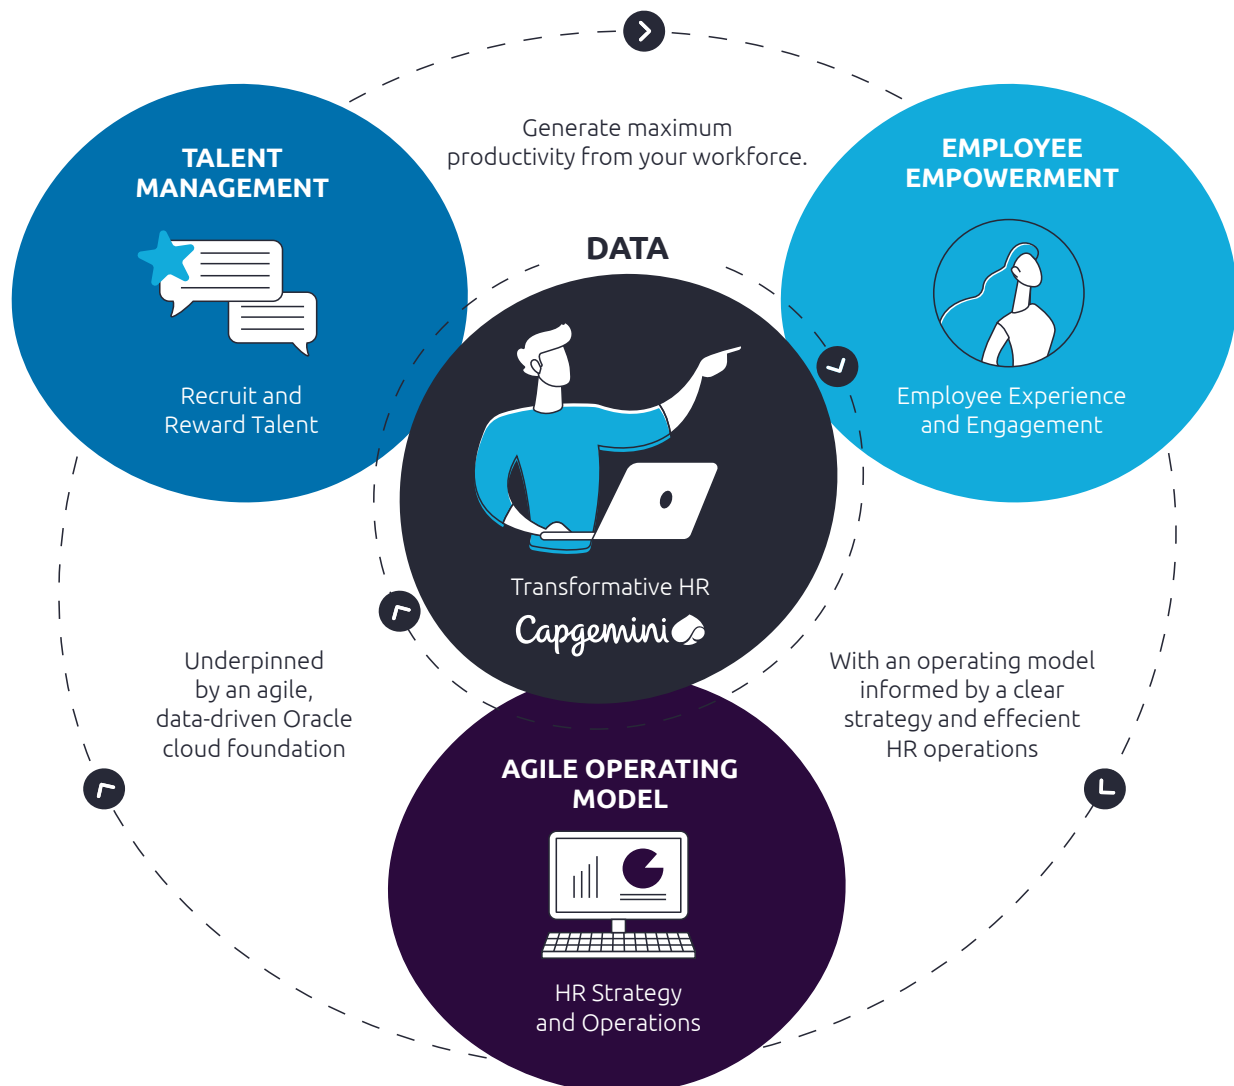 Generate maximum
productivity from your workforce.
TALENT
MANAGEMENT
Recruit and
Reward Talent
EMPLOYEE
EMPOWERMENT
Employee Experience
and Engagement
DATA
Transformative HR
Capgemini
Underpinned
by an agile,
data-driven Oracle
cloud foundation
With an operating model
informed by a clear
strategy and effecient
HR operations
AGILE OPERATING
MODEL
HR Strategy
and Operations